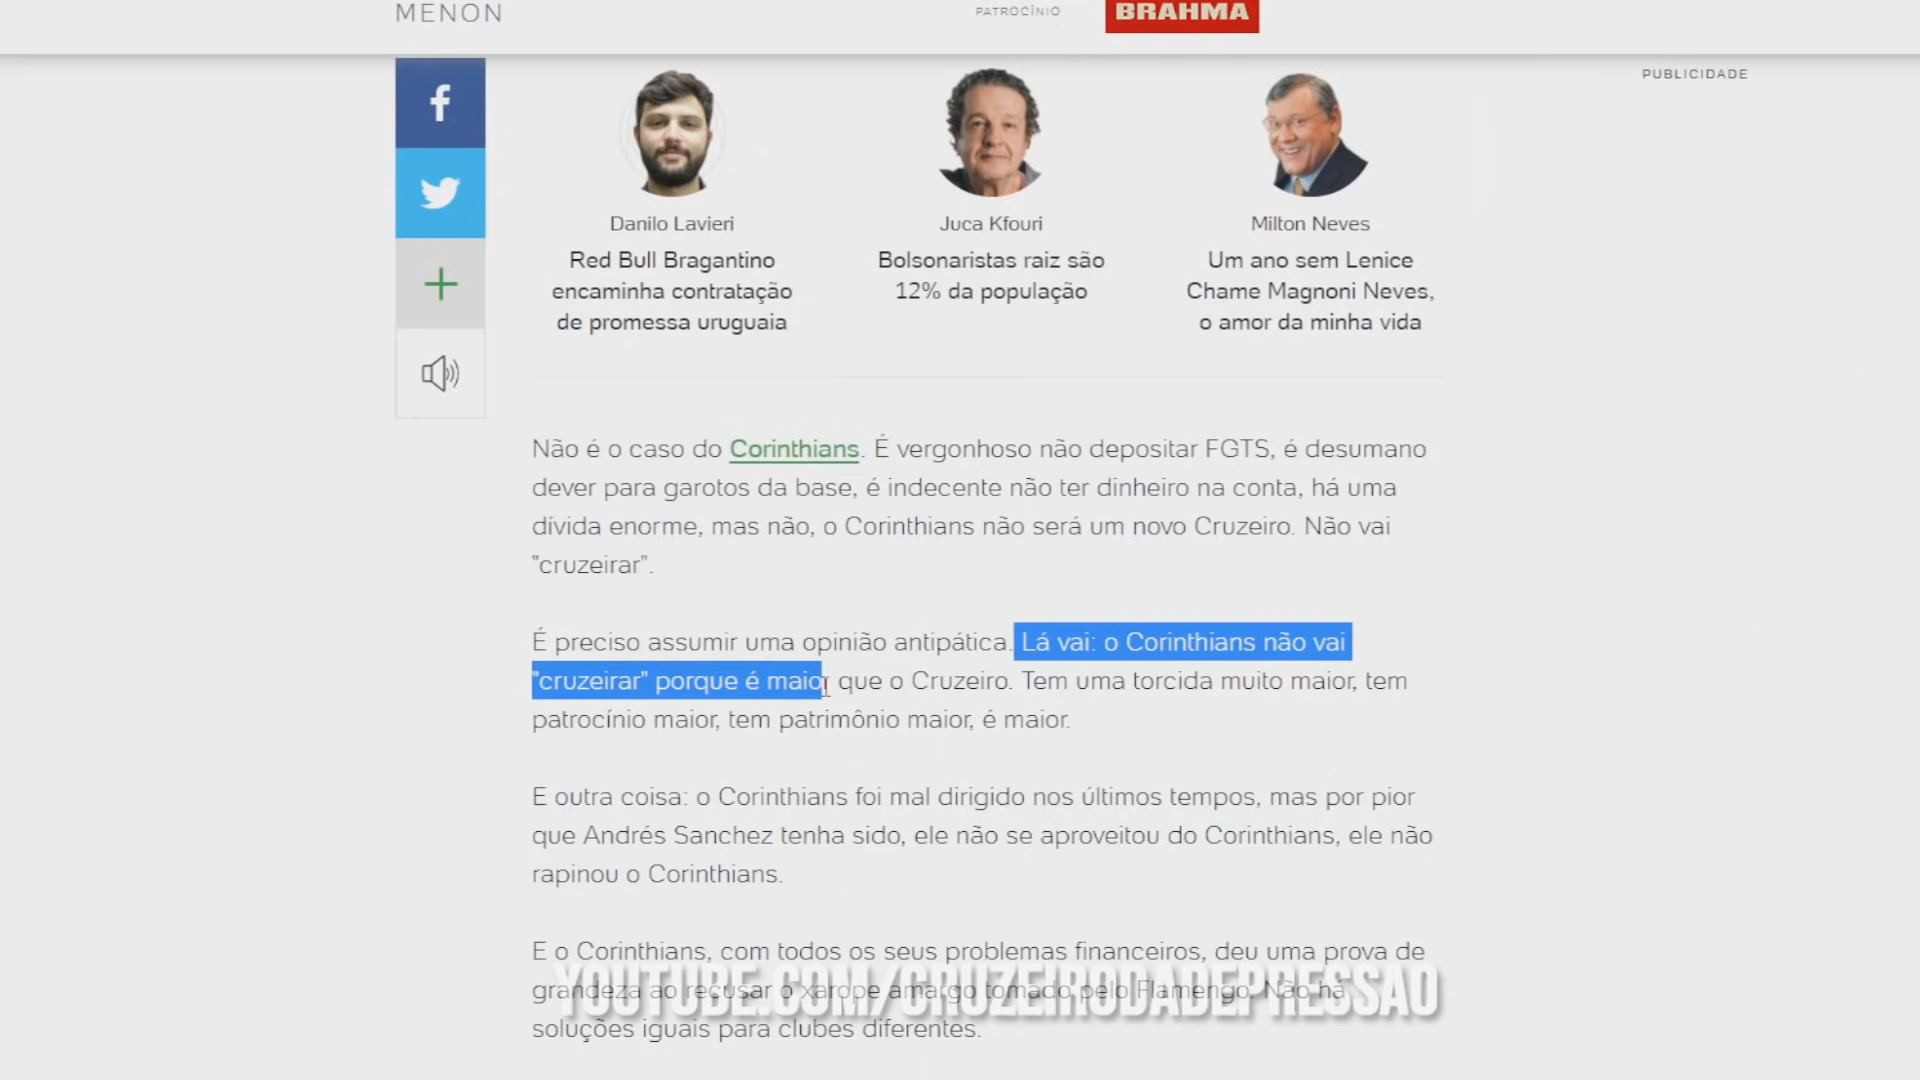 MENON
PATROCÍNIO
BRAHMA
PUBLICIDADE
Danilo Lavieri
Red Bull Bragantino
encaminha contratação
de promessa uruguaia
Juca Kfouri
Bolsonaristas raiz são
12% da população
Milton Neves
Um ano sem Lenice
Chame Magnoni Neves,
o amor da minha vida
Não é o caso do Corinthians. É vergonhoso não depositar FGTS, é desumano
dever para garotos da base, é indecente não ter dinheiro na conta, há uma
dívida enorme, mas não, o Corinthians não será um novo Cruzeiro. Não vai
"cruzeirar".
É preciso assumir uma opinião antipática. Lá vai: o Corinthians não vai
"cruzeirar" porque é maior que o Cruzeiro. Tem uma torcida muito maior, tem
patrocínio maior, tem patrimônio maior, é maior.
E outra coisa: o Corinthians foi mal dirigido nos últimos tempos, mas por pior
que Andrés Sanchez tenha sido, ele não se aproveitou do Corinthians, ele não
rapinou o Corinthians.
E o Corinthians, com todos os seus problemas financeiros, deu uma prova de
grandeza ao recusar o xarope amargo tomado pelo Flamengo. Não há
soluções iguais para clubes diferentes.
YOUTUBE.COM/CRUZEIRODADEPRESSAO